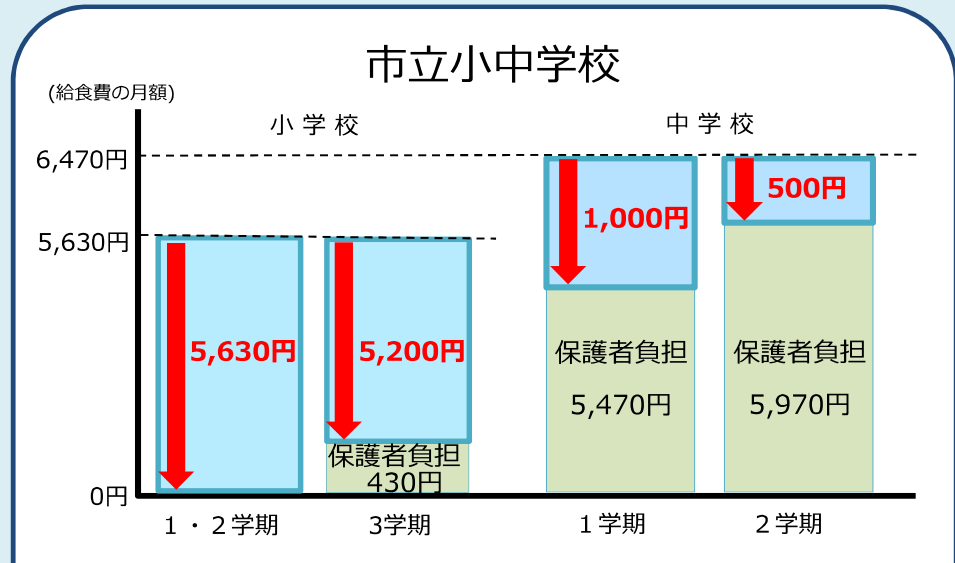 市立小中学校
(給食費の月額)
小学校
中学校
6,470円
1,000円
500円
5,630円
5,630円
5,200円
保護者負担
5,470円
保護者負担
5,970円
保護者負担
430円
0円
１・２学期
3学期
１学期
２学期